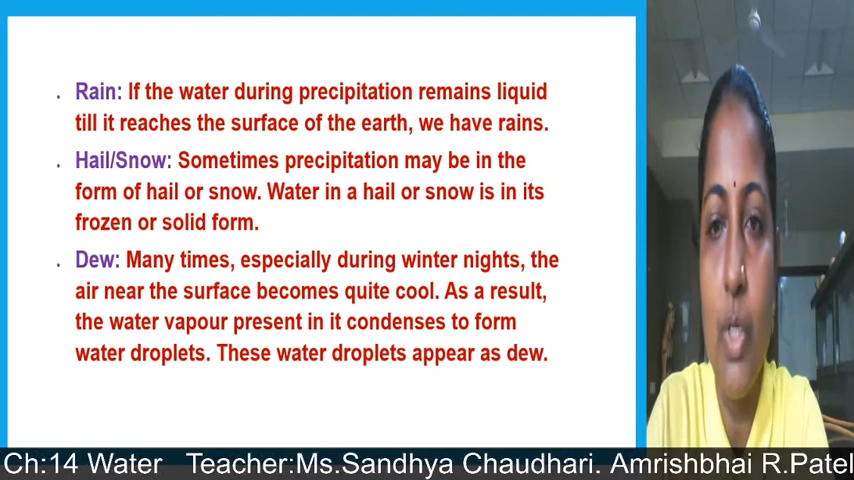 . Rain: If the water during precipitation remains liquid
till it reaches the surface of the earth, we have rains.
. Hail/Snow: Sometimes precipitation may be in the
form of hail or snow. Water in a hail or snow is in its
frozen or solid form.
. Dew: Many times, especially during winter nights, the
air near the surface becomes quite cool. As a result,
the water vapour present in it condenses to form
water droplets. These water droplets appear as dew.
Ch:14 Water Teacher:Ms.Sandhya Chaudhari. Amrishbhai R.Patel